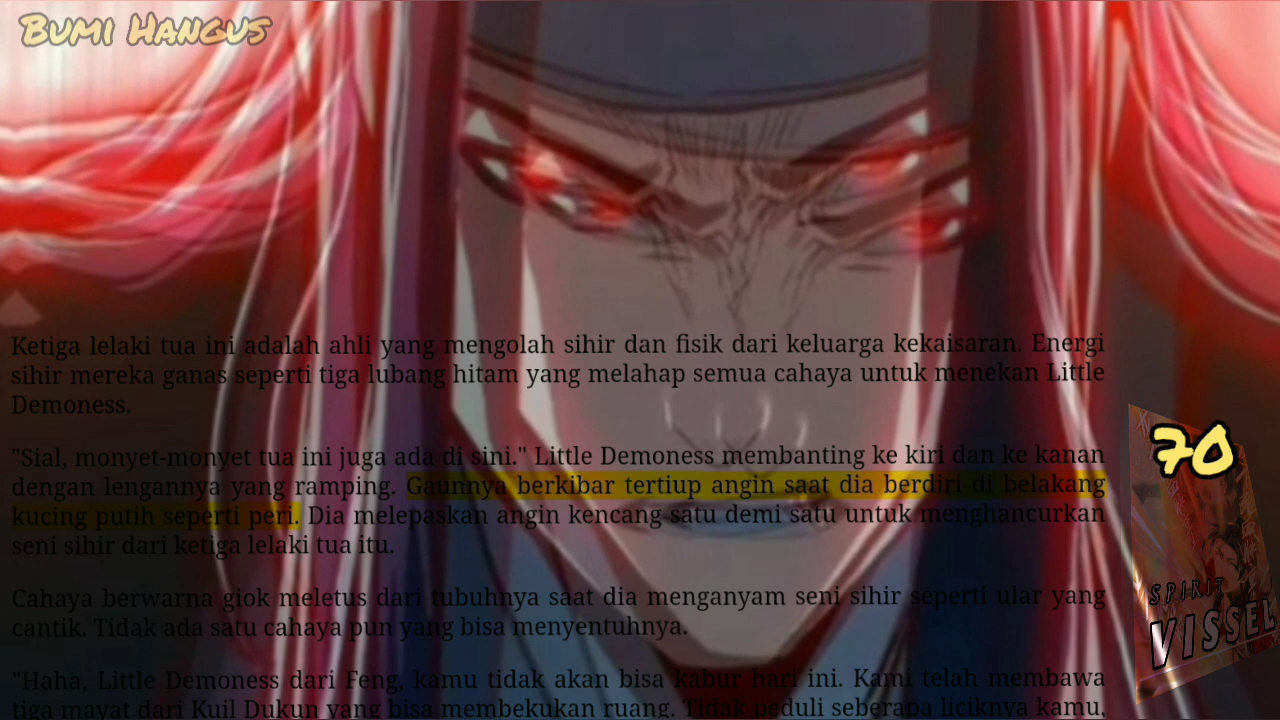 Bumi Hangus
Ketiga lelaki tua ini adalah ahli yang mengolah sihir dan fisik dari keluarga kekaisaran. Energi
sihir mereka ganas seperti tiga lubang hitam yang melahap semua cahaya untuk menekan Little
Demoness.
"Sial, monyet-monyet tua ini juga ada di sini." Little Demoness membanting ke kiri dan ke kanan
dengan lengannya yang ramping. Gaunnya berkibar tertiup angin saat dia berdiri di belakang
kucing putih seperti peri. Dia melepaskan angin kencang satu demi satu untuk menghancurkan
seni sihir dari ketiga lelaki tua itu.
Cahaya berwarna giok meletus dari tubuhnya saat dia menganyam seni sihir seperti ular yang
cantik. Tidak ada satu cahaya pun yang bisa menyentuhnya.
"Haha, Little Demoness dari Feng, kamu tidak akan bisa kabur hari ini. Kami telah membawa
tiga mayat dari Kuil Dukun yang bisa membekukan ruang. Tidak peduli seberapa liciknya kamu,
70
SPIRIT
VISSEL